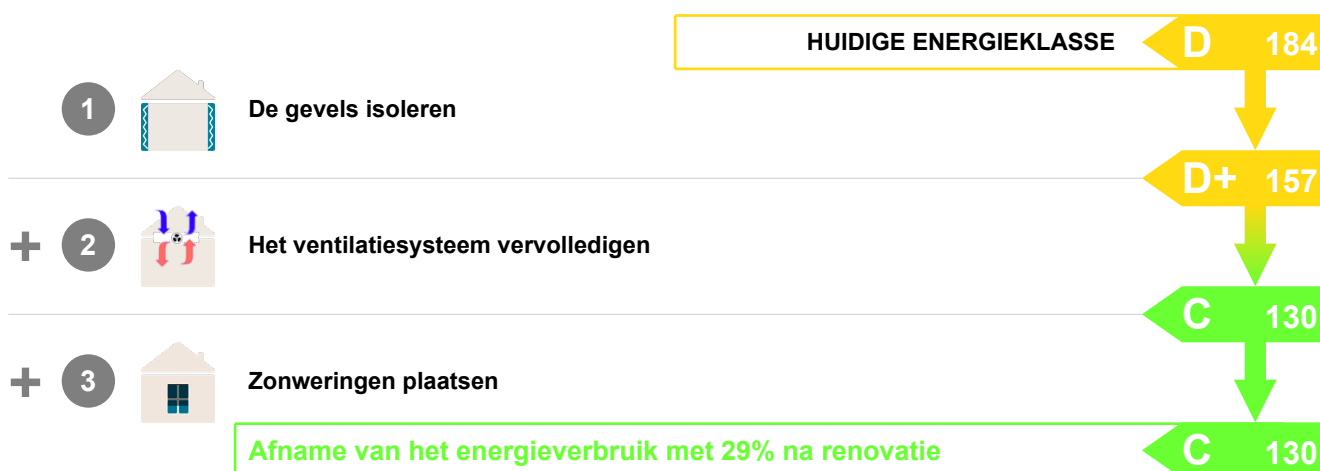 HUIDIGE ENERGIEKLASSE D 184
1 De gevels isoleren
D+ 157
+ 2 Het ventilatiesysteem vervolledigen
C 130
+ 3 Zonweringen plaatsen
Afname van het energieverbruik met 29% na renovatie C 130